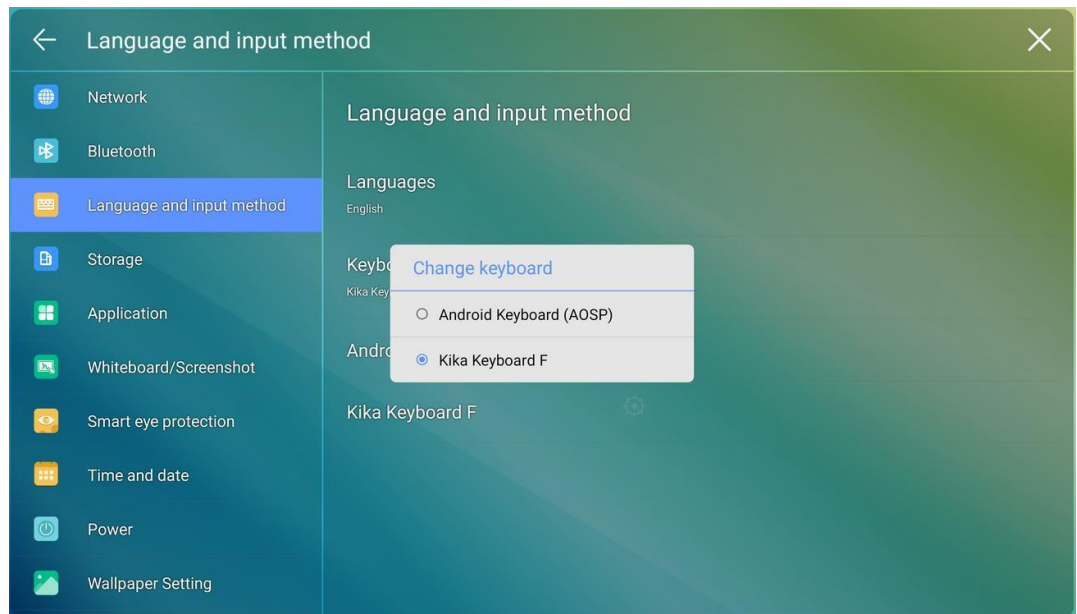 Language and input method
Network
Bluetooth
Language and input method
Storage
Application
Whiteboard/Screenshot
Smart eye protection
Time and date
Power
Wallpaper Setting
Language and input method
Languages
English
Keybo
Kika Key
Andro
Kika Keyboard F
Change keyboard
Android Keyboard (AOSP)
Kika Keyboard F